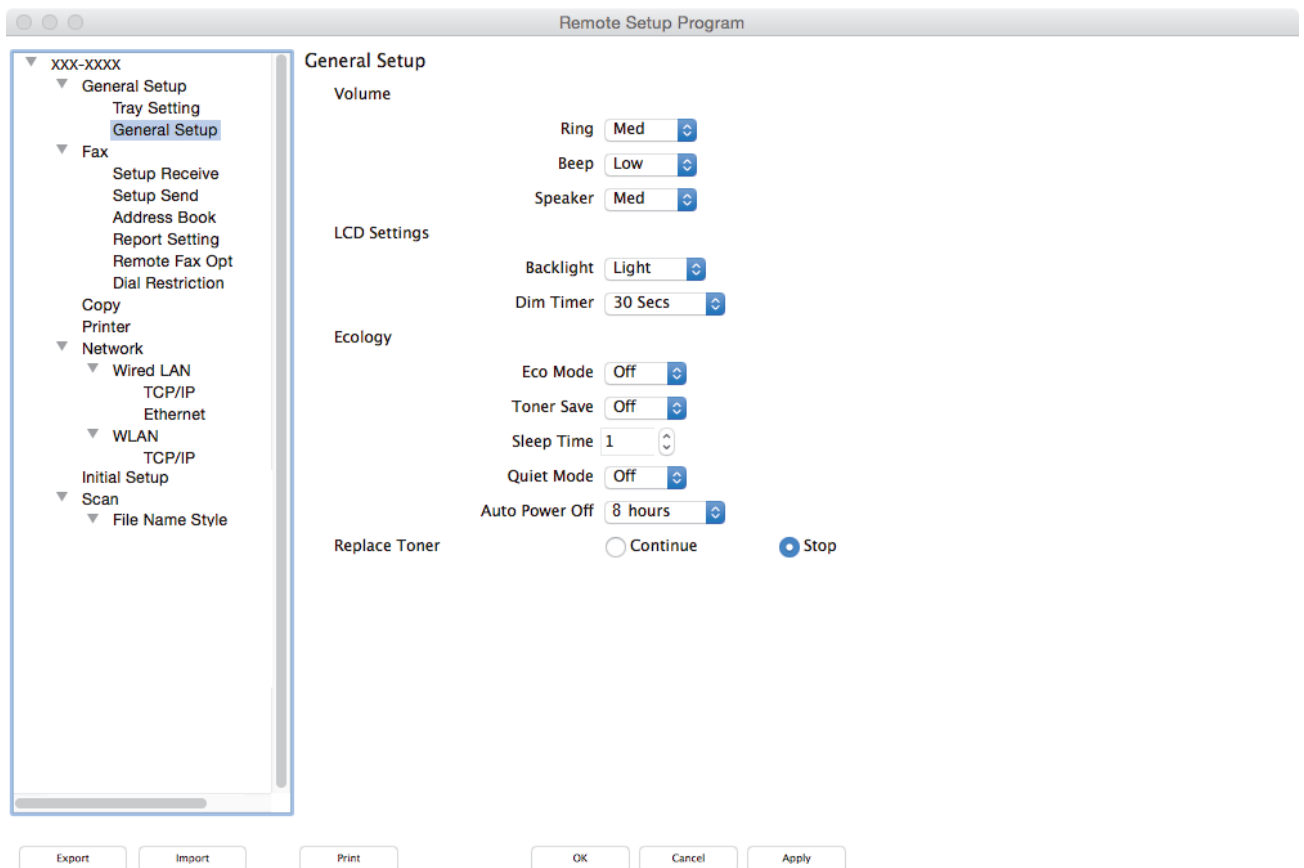 Remote Setup Program
XXX-XXXX
General Setup
Tray Setting
General Setup
Fax
Setup Receive
Setup Send
Address Book
Report Setting
Remote Fax Opt
Dial Restriction
Copy
Printer
Network
Wired LAN
TCP/IP
Ethernet
WLAN
TCP/IP
Initial Setup
Scan
File Name Style
General Setup
Volume
Ring Med
Beep Low
Speaker Med
LCD Settings
Backlight Light
Dim Timer 30 Secs
Ecology
Eco Mode Off
Toner Save Off
Sleep Time 1
Quiet Mode Off
Auto Power Off 8 hours
Replace Toner Continue Stop
Export Import Print OK Cancel Apply